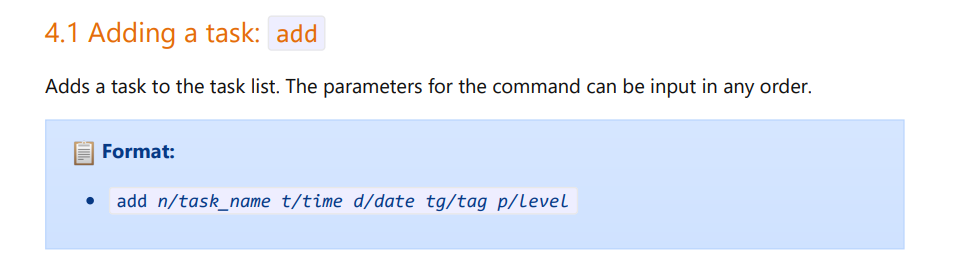 4.1 Adding a task: add
Adds a task to the task list. The parameters for the command can be input in any order.
Format:
• add n/task_name t/time d/date tg/tag p/level